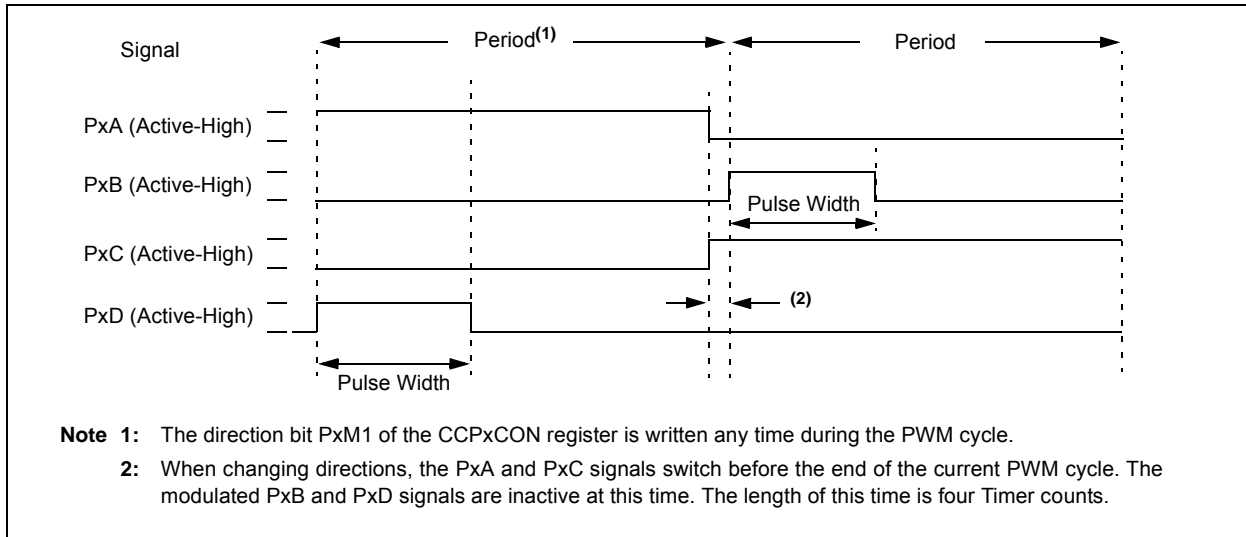 Signal
Period(1)
Period
PxA (Active-High)
PxB (Active-High)
Pulse Width
PxC (Active-High)
(2)
PxD (Active-High)
Pulse Width
Note 1: The direction bit PxM1 of the CCPxCON register is written any time during the PWM cycle.
2: When changing directions, the PxA and PxC signals switch before the end of the current PWM cycle. The
modulated PxB and PxD signals are inactive at this time. The length of this time is four Timer counts.